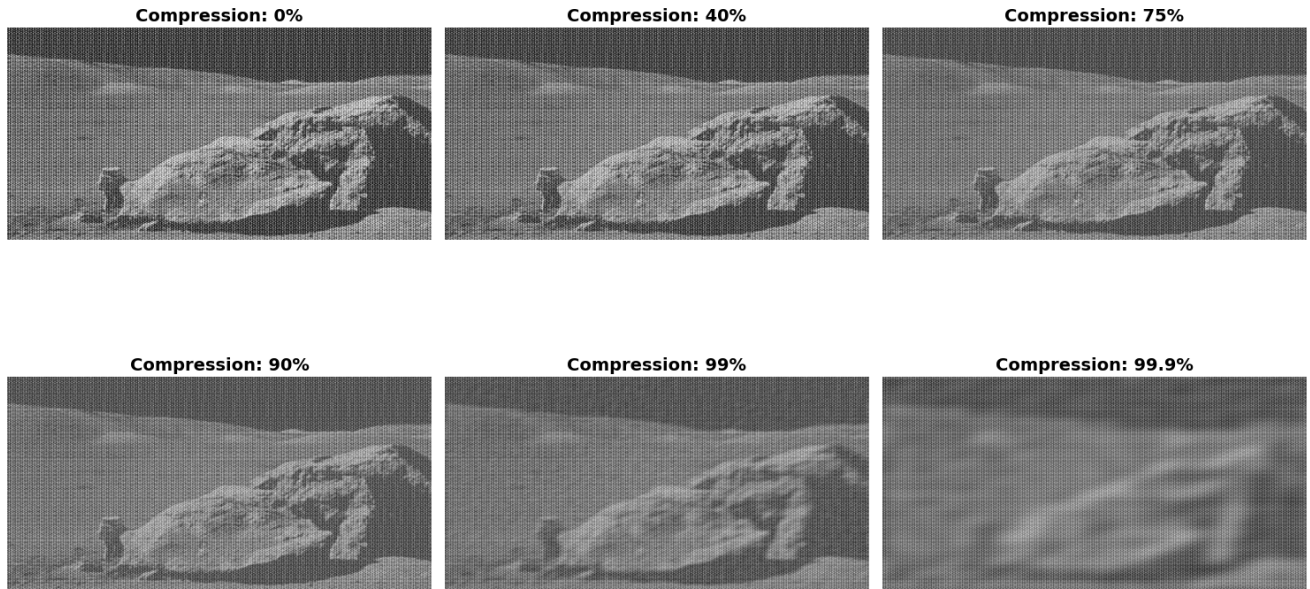 Compression: 0%
Compression: 40%
Compression: 75%
Compression: 90%
Compression: 99%
Compression: 99.9%